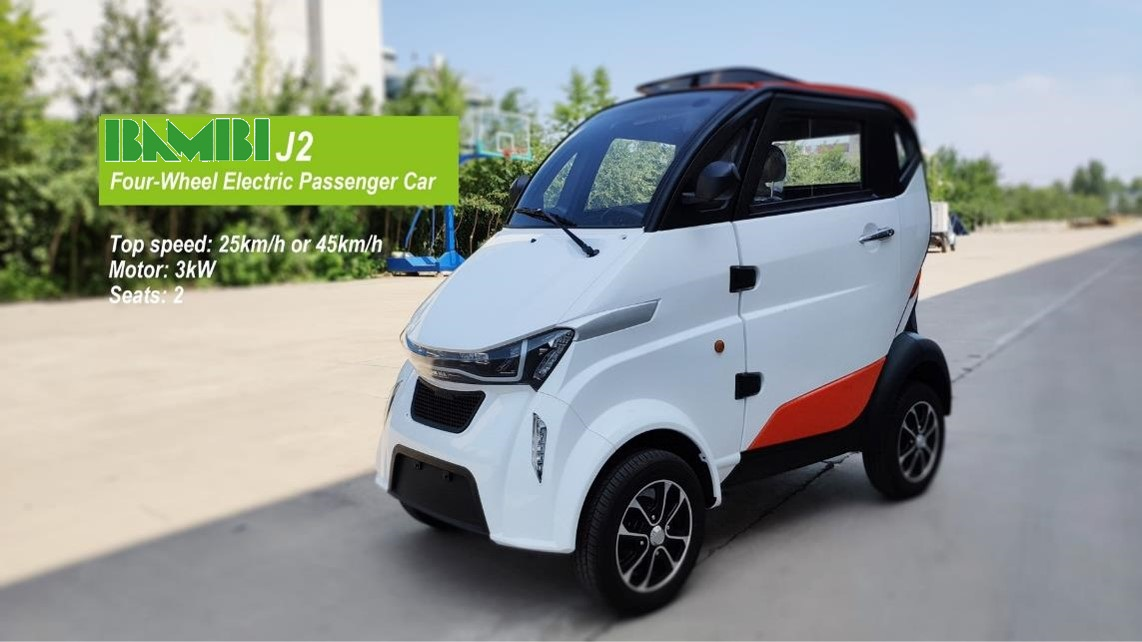 BAMBI J2
Four-Wheel Electric Passenger Car
Top speed: 25km/h or 45km/h
Motor: 3kW
Seats: 2